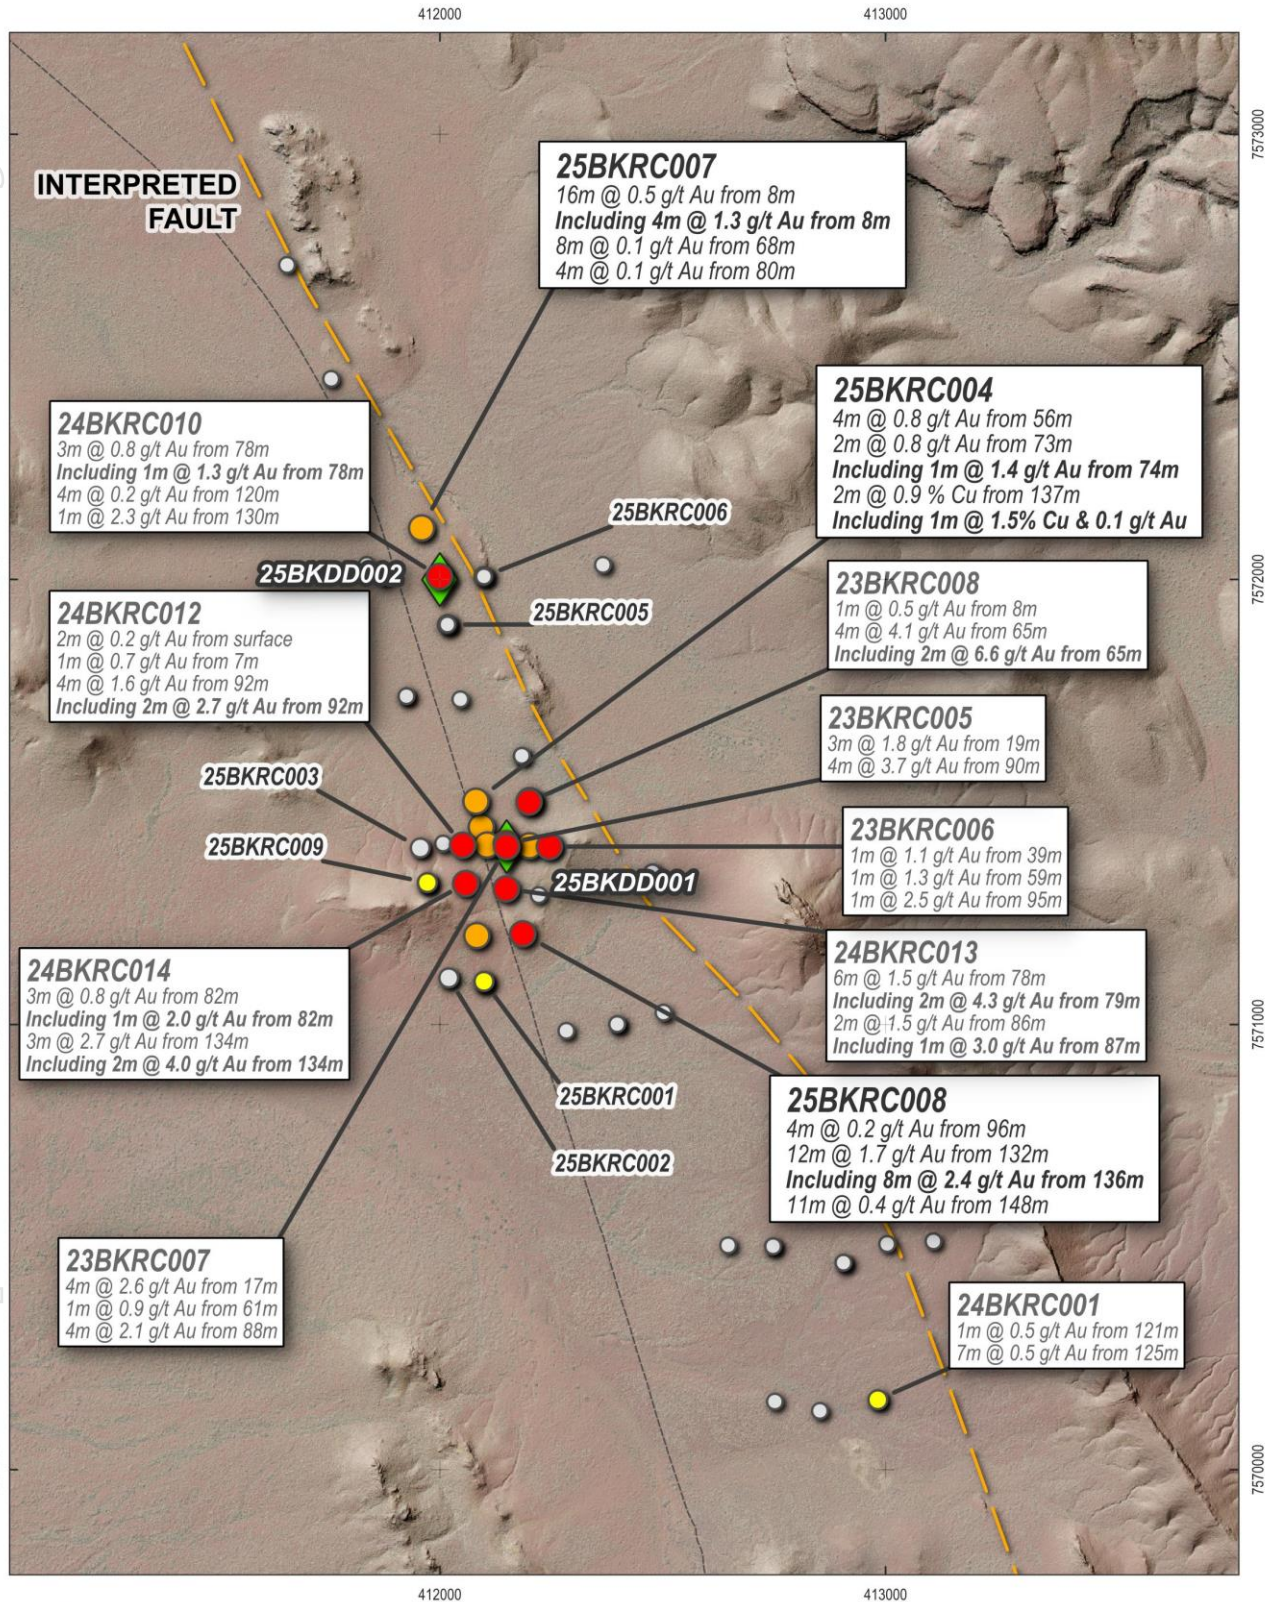 412000
413000
7573000
INTERPRETED
FAULT
25BKRC007
16m @ 0.5 g/t Au from 8m
Including 4m @ 1.3 g/t Au from 8m
8m @ 0.1 g/t Au from 68m
4m @ 0.1 g/t Au from 80m
25BKRC004
4m @ 0.8 g/t Au from 56m
2m @ 0.8 g/t Au from 73m
Including 1m @ 1.4 g/t Au from 74m
2m @ 0.9 % Cu from 137m
Including 1m @ 1.5% Cu & 0.1 g/t Au
24BKRC010
3m @ 0.8 g/t Au from 78m
Including 1m @ 1.3 g/t Au from 78m
4m @ 0.2 g/t Au from 120m
1m @ 2.3 g/t Au from 130m
25BKRC006
25BKDD002
7572000
25BKRC005
23BKRC008
1m @ 0.5 g/t Au from 8m
4m @ 4.1 g/t Au from 65m
Including 2m @ 6.6 g/t Au from 65m
24BKRC012
2m @ 0.2 g/t Au from surface
1m @ 0.7 g/t Au from 7m
4m @ 1.6 g/t Au from 92m
Including 2m @ 2.7 g/t Au from 92m
23BKRC005
3m @ 1.8 g/t Au from 19m
4m @ 3.7 g/t Au from 90m
25BKRC003
25BKRC009
23BKRC006
1m @ 1.1 g/t Au from 39m
1m @ 1.3 g/t Au from 59m
1m @ 2.5 g/t Au from 95m
25BKDD001
24BKRC013
6m @ 1.5 g/t Au from 78m
Including 2m @ 4.3 g/t Au from 79m
2m @ 1.5 g/t Au from 86m
Including 1m @ 3.0 g/t Au from 87m
7571000
24BKRC014
3m @ 0.8 g/t Au from 82m
Including 1m @ 2.0 g/t Au from 82m
3m @ 2.7 g/t Au from 134m
Including 2m @ 4.0 g/t Au from 134m
25BKRC001
25BKRC002
25BKRC008
4m @ 0.2 g/t Au from 96m
12m @ 1.7 g/t Au from 132m
Including 8m @ 2.4 g/t Au from 136m
11m @ 0.4 g/t Au from 148m
23BKRC007
4m @ 2.6 g/t Au from 17m
1m @ 0.9 g/t Au from 61m
4m @ 2.1 g/t Au from 88m
24BKRC001
1m @ 0.5 g/t Au from 121m
7m @ 0.5 g/t Au from 125m
7570000
412000
413000